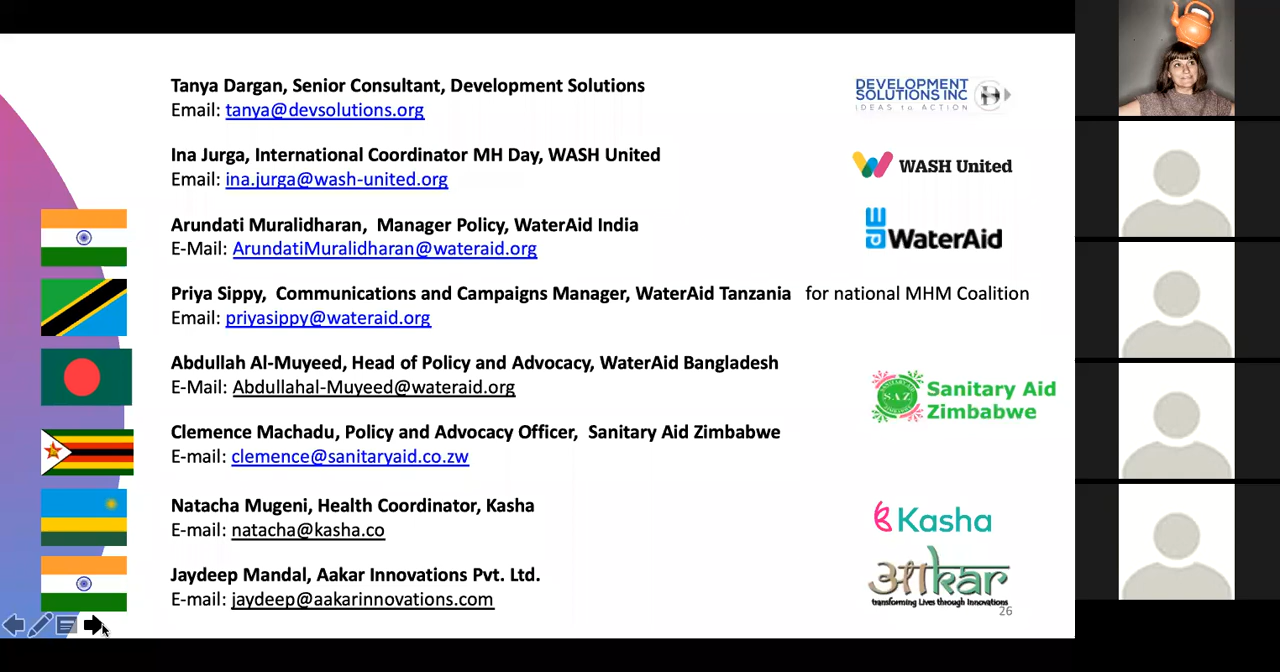 Tanya Dargan, Senior Consultant, Development Solutions
Email: tanya@devsolutions.org
DEVELOPMENT
SOLUTIONS INC
IDEAS to ACTION
Ina Jurga, International Coordinator MH Day, WASH United
Email: ina.jurga@wash-united.org
WASH United
Arundati Muralidharan, Manager Policy, WaterAid India
E-Mail: ArundatiMuralidharan@wateraid.org
WaterAid
Priya Sippy, Communications and Campaigns Manager, WaterAid Tanzania for national MHM Coalition
Email: priyasippy@wateraid.org
Abdullah Al-Muyeed, Head of Policy and Advocacy, WaterAid Bangladesh
E-Mail: Abdullahal-Muyeed@wateraid.org
S.A.Z
Sanitary Aid
Zimbabwe
Clemence Machadu, Policy and Advocacy Officer, Sanitary Aid Zimbabwe
E-mail: clemence@sanitaryaid.co.zw
Natacha Mugeni, Health Coordinator, Kasha
E-mail: natacha@kasha.co
Kasha
Jaydeep Mandal, Aakar Innovations Pvt. Ltd.
E-mail: jaydeep@aakarinnovations.com
आकार
transforming Lives through Innovations
26